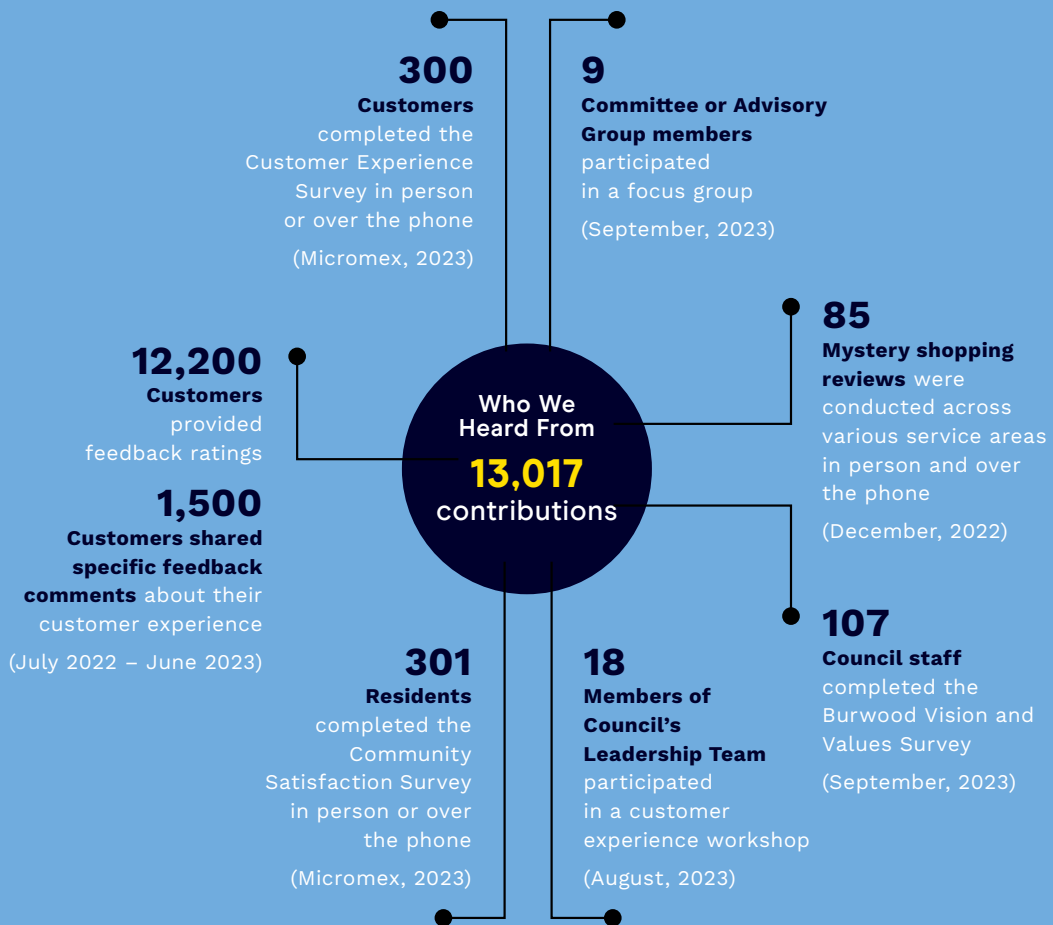 300
Customers
completed the
Customer Experience
Survey in person
or over the phone
(Micromex, 2023)
9
Committee or Advisory
Group members
participated
in a focus group
(September, 2023)
12,200
Customers
provided
feedback ratings
1,500
Customers shared
specific feedback
comments about their
customer experience
(July 2022 – June 2023)
Who We
Heard From
13,017
contributions
85
Mystery shopping
reviews were
conducted across
various service areas
in person and over
the phone
(December, 2022)
301
Residents
completed the
Community
Satisfaction Survey
in person or over
the phone
(Micromex, 2023)
18
Members of
Council’s
Leadership Team
participated
in a customer
experience workshop
(August, 2023)
107
Council staff
completed the
Burwood Vision and
Values Survey
(September, 2023)